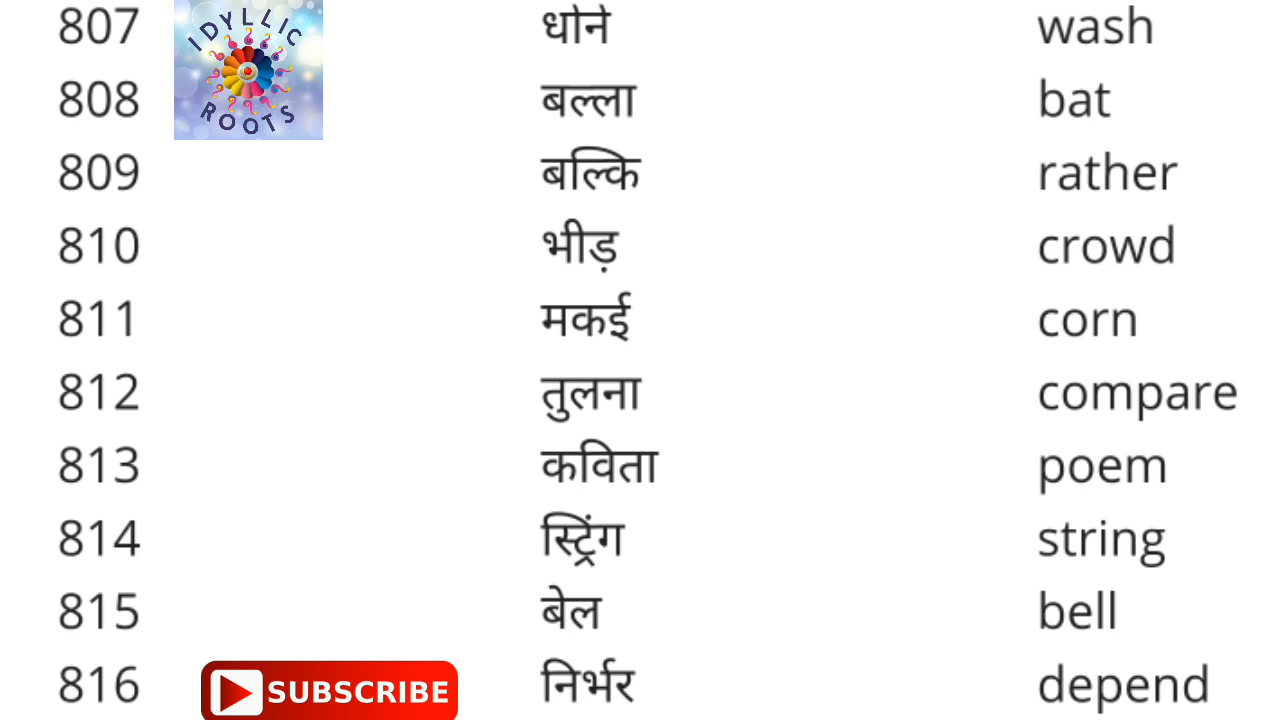 807 धोने wash
IDYLLIC
ROOTS
808 बल्ला bat
809 बल्कि rather
810 भीड़ crowd
811 मकई corn
812 तुलना compare
813 कविता poem
814 स्ट्रिंग string
815 बेल bell
816 निर्भर depend
SUBSCRIBE